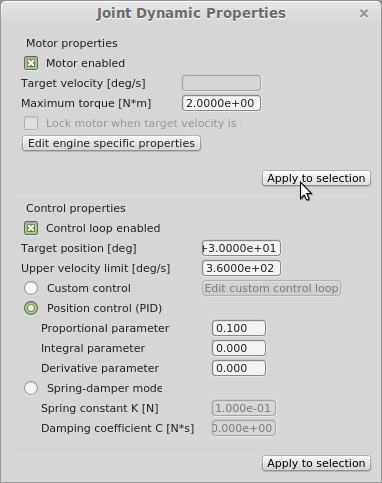 Joint Dynamic Properties
Motor properties
Motor enabled
Target velocity [deg/s]
Maximum torque [N*m] 2.0000e+00
Lock motor when target velocity is
Edit engine specific properties
Apply to selection
Control properties
Control loop enabled
Target position [deg] +3.0000e+01
Upper velocity limit [deg/s] 3.6000e+02
Custom control Edit custom control loop
Position control (PID)
Proportional parameter 0.100
Integral parameter 0.000
Derivative parameter 0.000
Spring-damper mode
Spring constant K [N] 1.000e-01
Damping coefficient C [N*s] 0.000e+00
Apply to selection